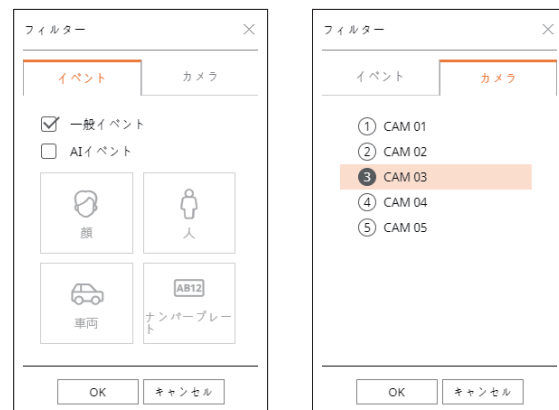 フィルター
イベント カメラ
一般イベント
AIイベント
顔 人
AB12
車両 ナンバープレー
ト
OK キャンセル
フィルター
イベント カメラ
1 CAM 01
2 CAM 02
3 CAM 03
4 CAM 04
5 CAM 05
OK キャンセル